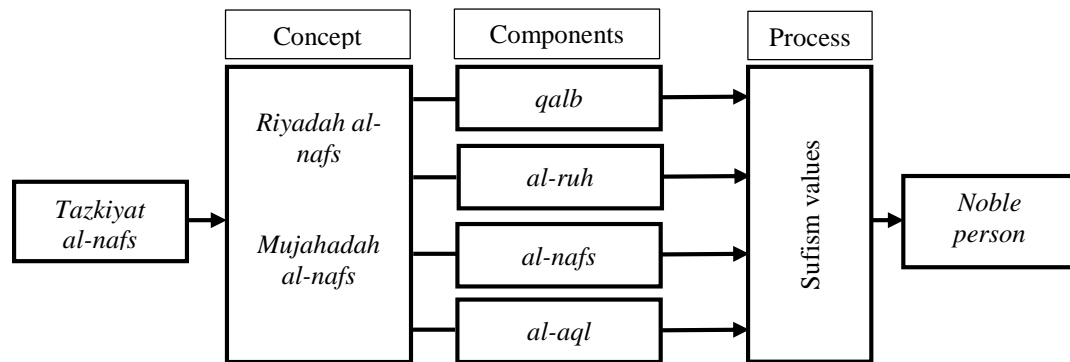 Concept
Components
Process
Tazkiyat
al-nafs
Riyadah al-
nafs
Mujahadah
al-nafs
qalb
al-ruh
al-nafs
al-aql
Sufism values
Noble
person